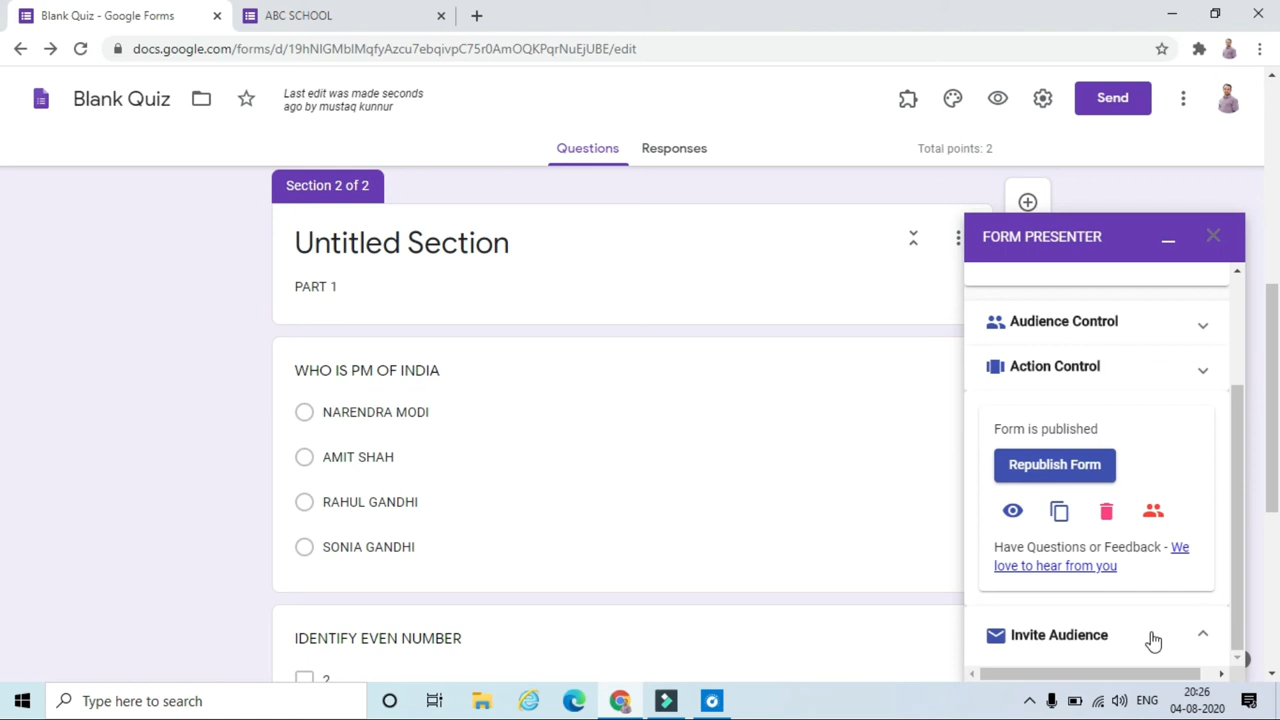 Blank Quiz - Google Forms
ABC SCHOOL
docs.google.com/forms/d/19hNIGMbIMqfyAzcu7ebqivpC75r0AmOQKPqrNuEjUBE/edit
Blank Quiz
Last edit was made seconds
ago by mustaq kunnur
Send
Questions
Responses
Total points: 2
Section 2 of 2
Untitled Section
PART 1
WHO IS PM OF INDIA
NARENDRA MODI
AMIT SHAH
RAHUL GANDHI
SONIA GANDHI
IDENTIFY EVEN NUMBER
2
FORM PRESENTER
Audience Control
Action Control
Form is published
Republish Form
Have Questions or Feedback - We
love to hear from you
Invite Audience
Type here to search
ENG
20:26
04-08-2020